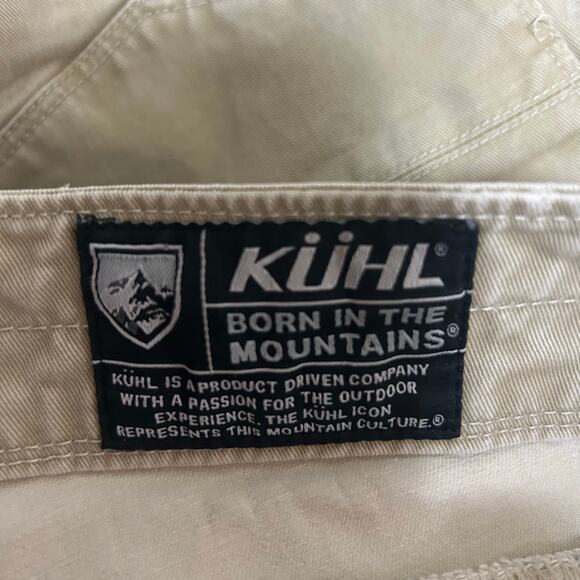 KÜHL®
BORN IN THE
MOUNTAINS®
KÜHL IS A PRODUCT DRIVEN COMPANY
WITH A PASSION FOR THE OUTDOOR
EXPERIENCE. THE KÜHL ICON
REPRESENTS THIS MOUNTAIN CULTURE.®